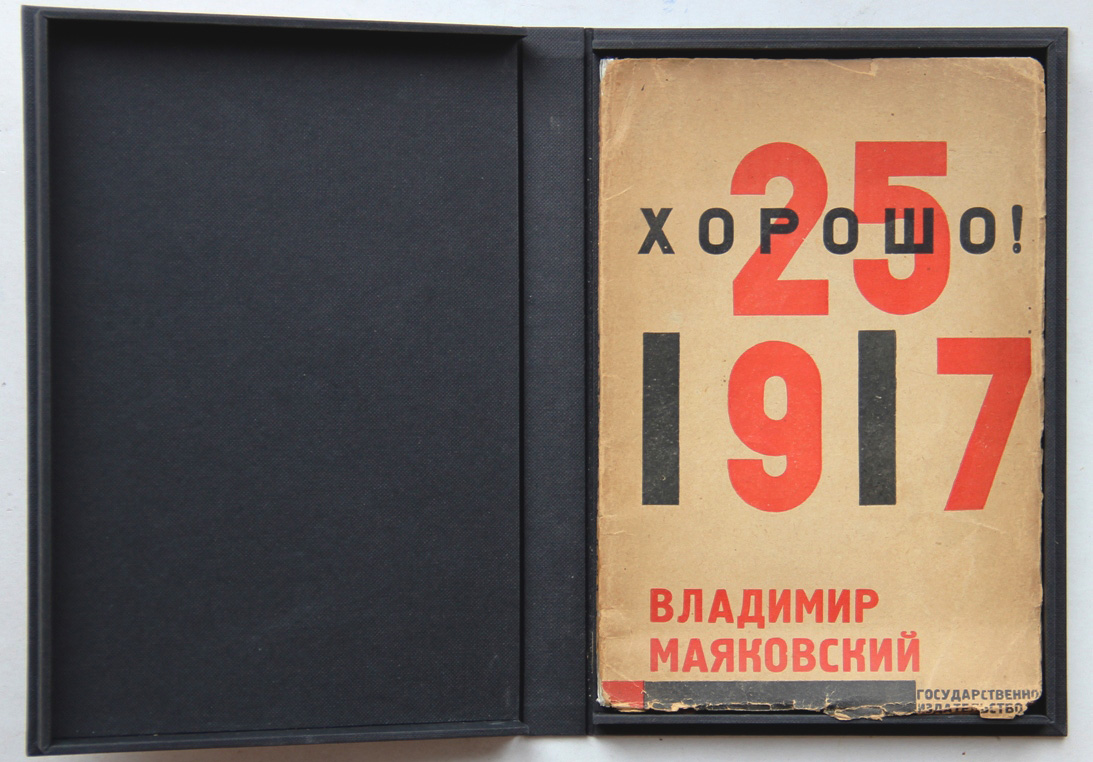 25
ХОРОШО!
1917
ВЛАДИМИР
МАЯКОВСКИЙ
ГОСУДАРСТВЕННО
ИЗДАТЕЛЬСТВО